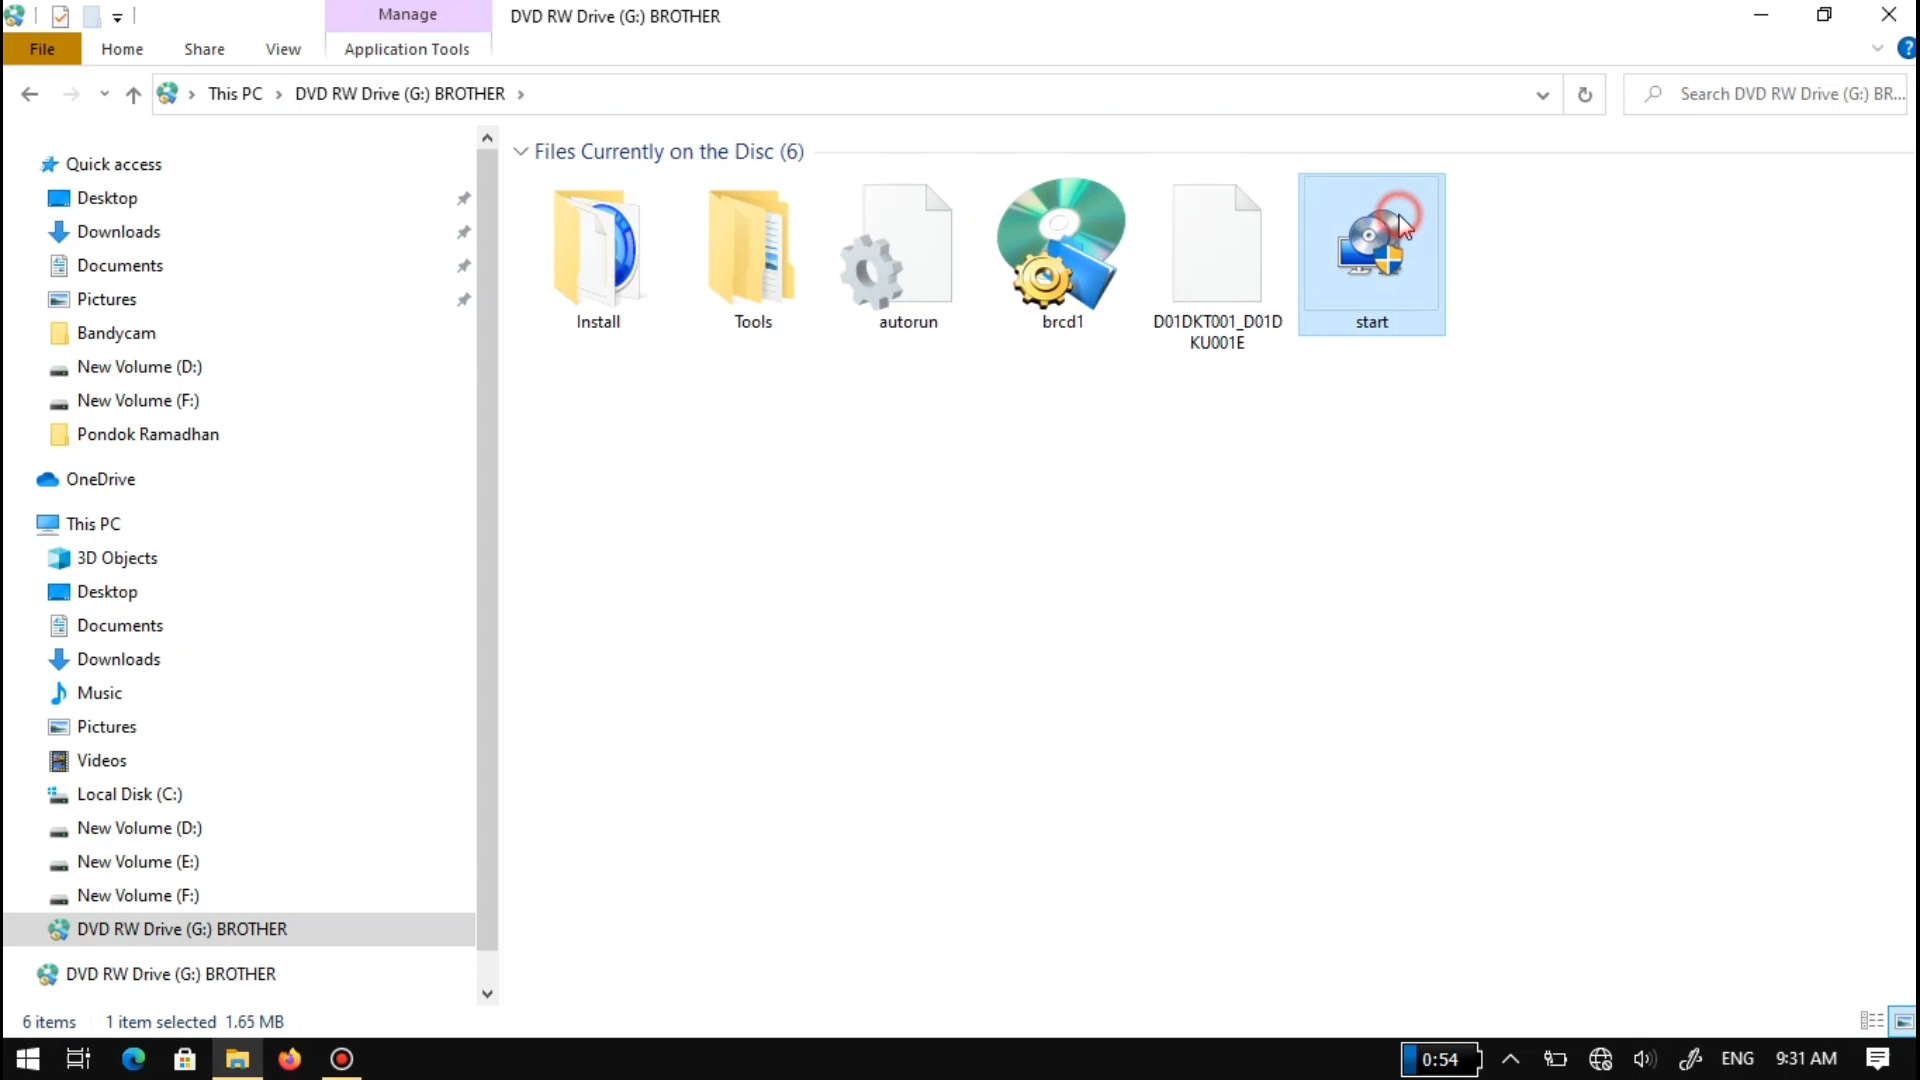 Manage
DVD RW Drive (G:) BROTHER
File
Home
Share
View
Application Tools
?
This PC
DVD RW Drive (G:) BROTHER
Search DVD RW Drive (G:) BR...
Quick access
Desktop
Downloads
Documents
Pictures
Bandycam
New Volume (D:)
New Volume (F:)
Pondok Ramadhan
OneDrive
This PC
3D Objects
Desktop
Documents
Downloads
Music
Pictures
Videos
Local Disk (C:)
New Volume (D:)
New Volume (E:)
New Volume (F:)
DVD RW Drive (G:) BROTHER
DVD RW Drive (G:) BROTHER
Files Currently on the Disc (6)
Install
Tools
autorun
brcd1
D01DKT001_D01D
KU001E
start
6 items
1 item selected 1.65 MB
0:54
ENG
9:31 AM